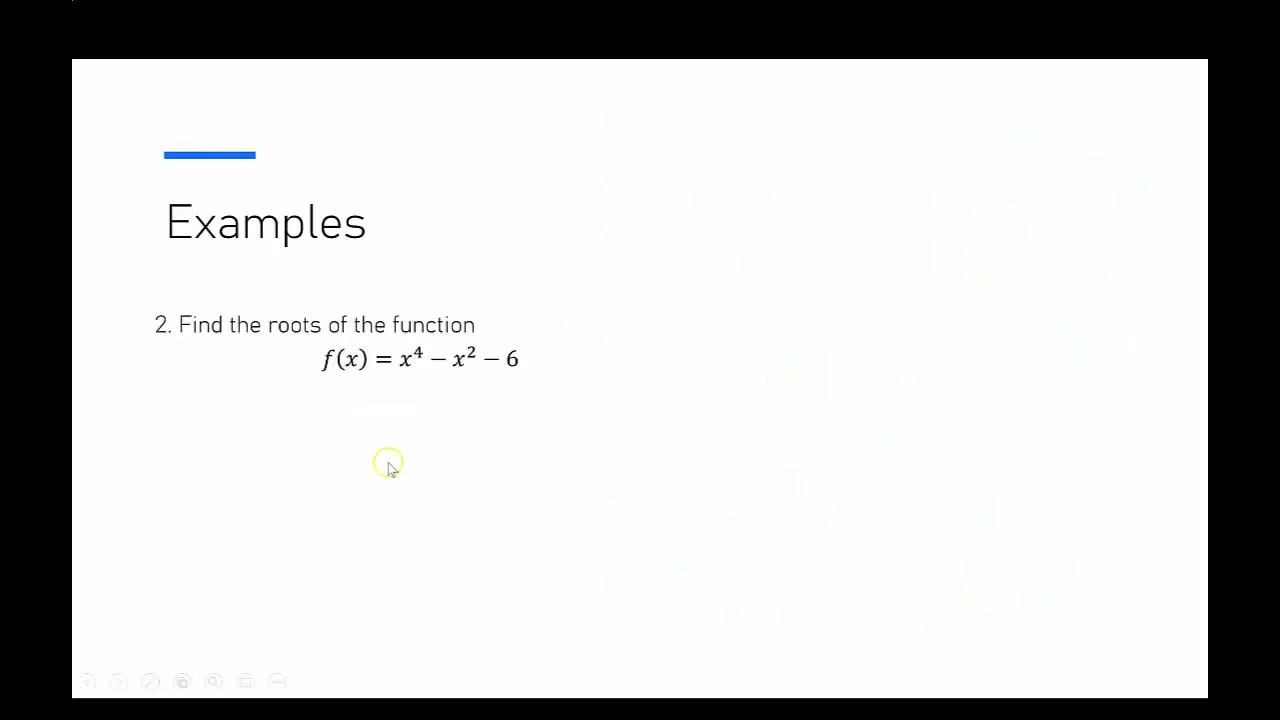 Examples
2. Find the roots of the function
f(x) = x⁴ − x² − 6